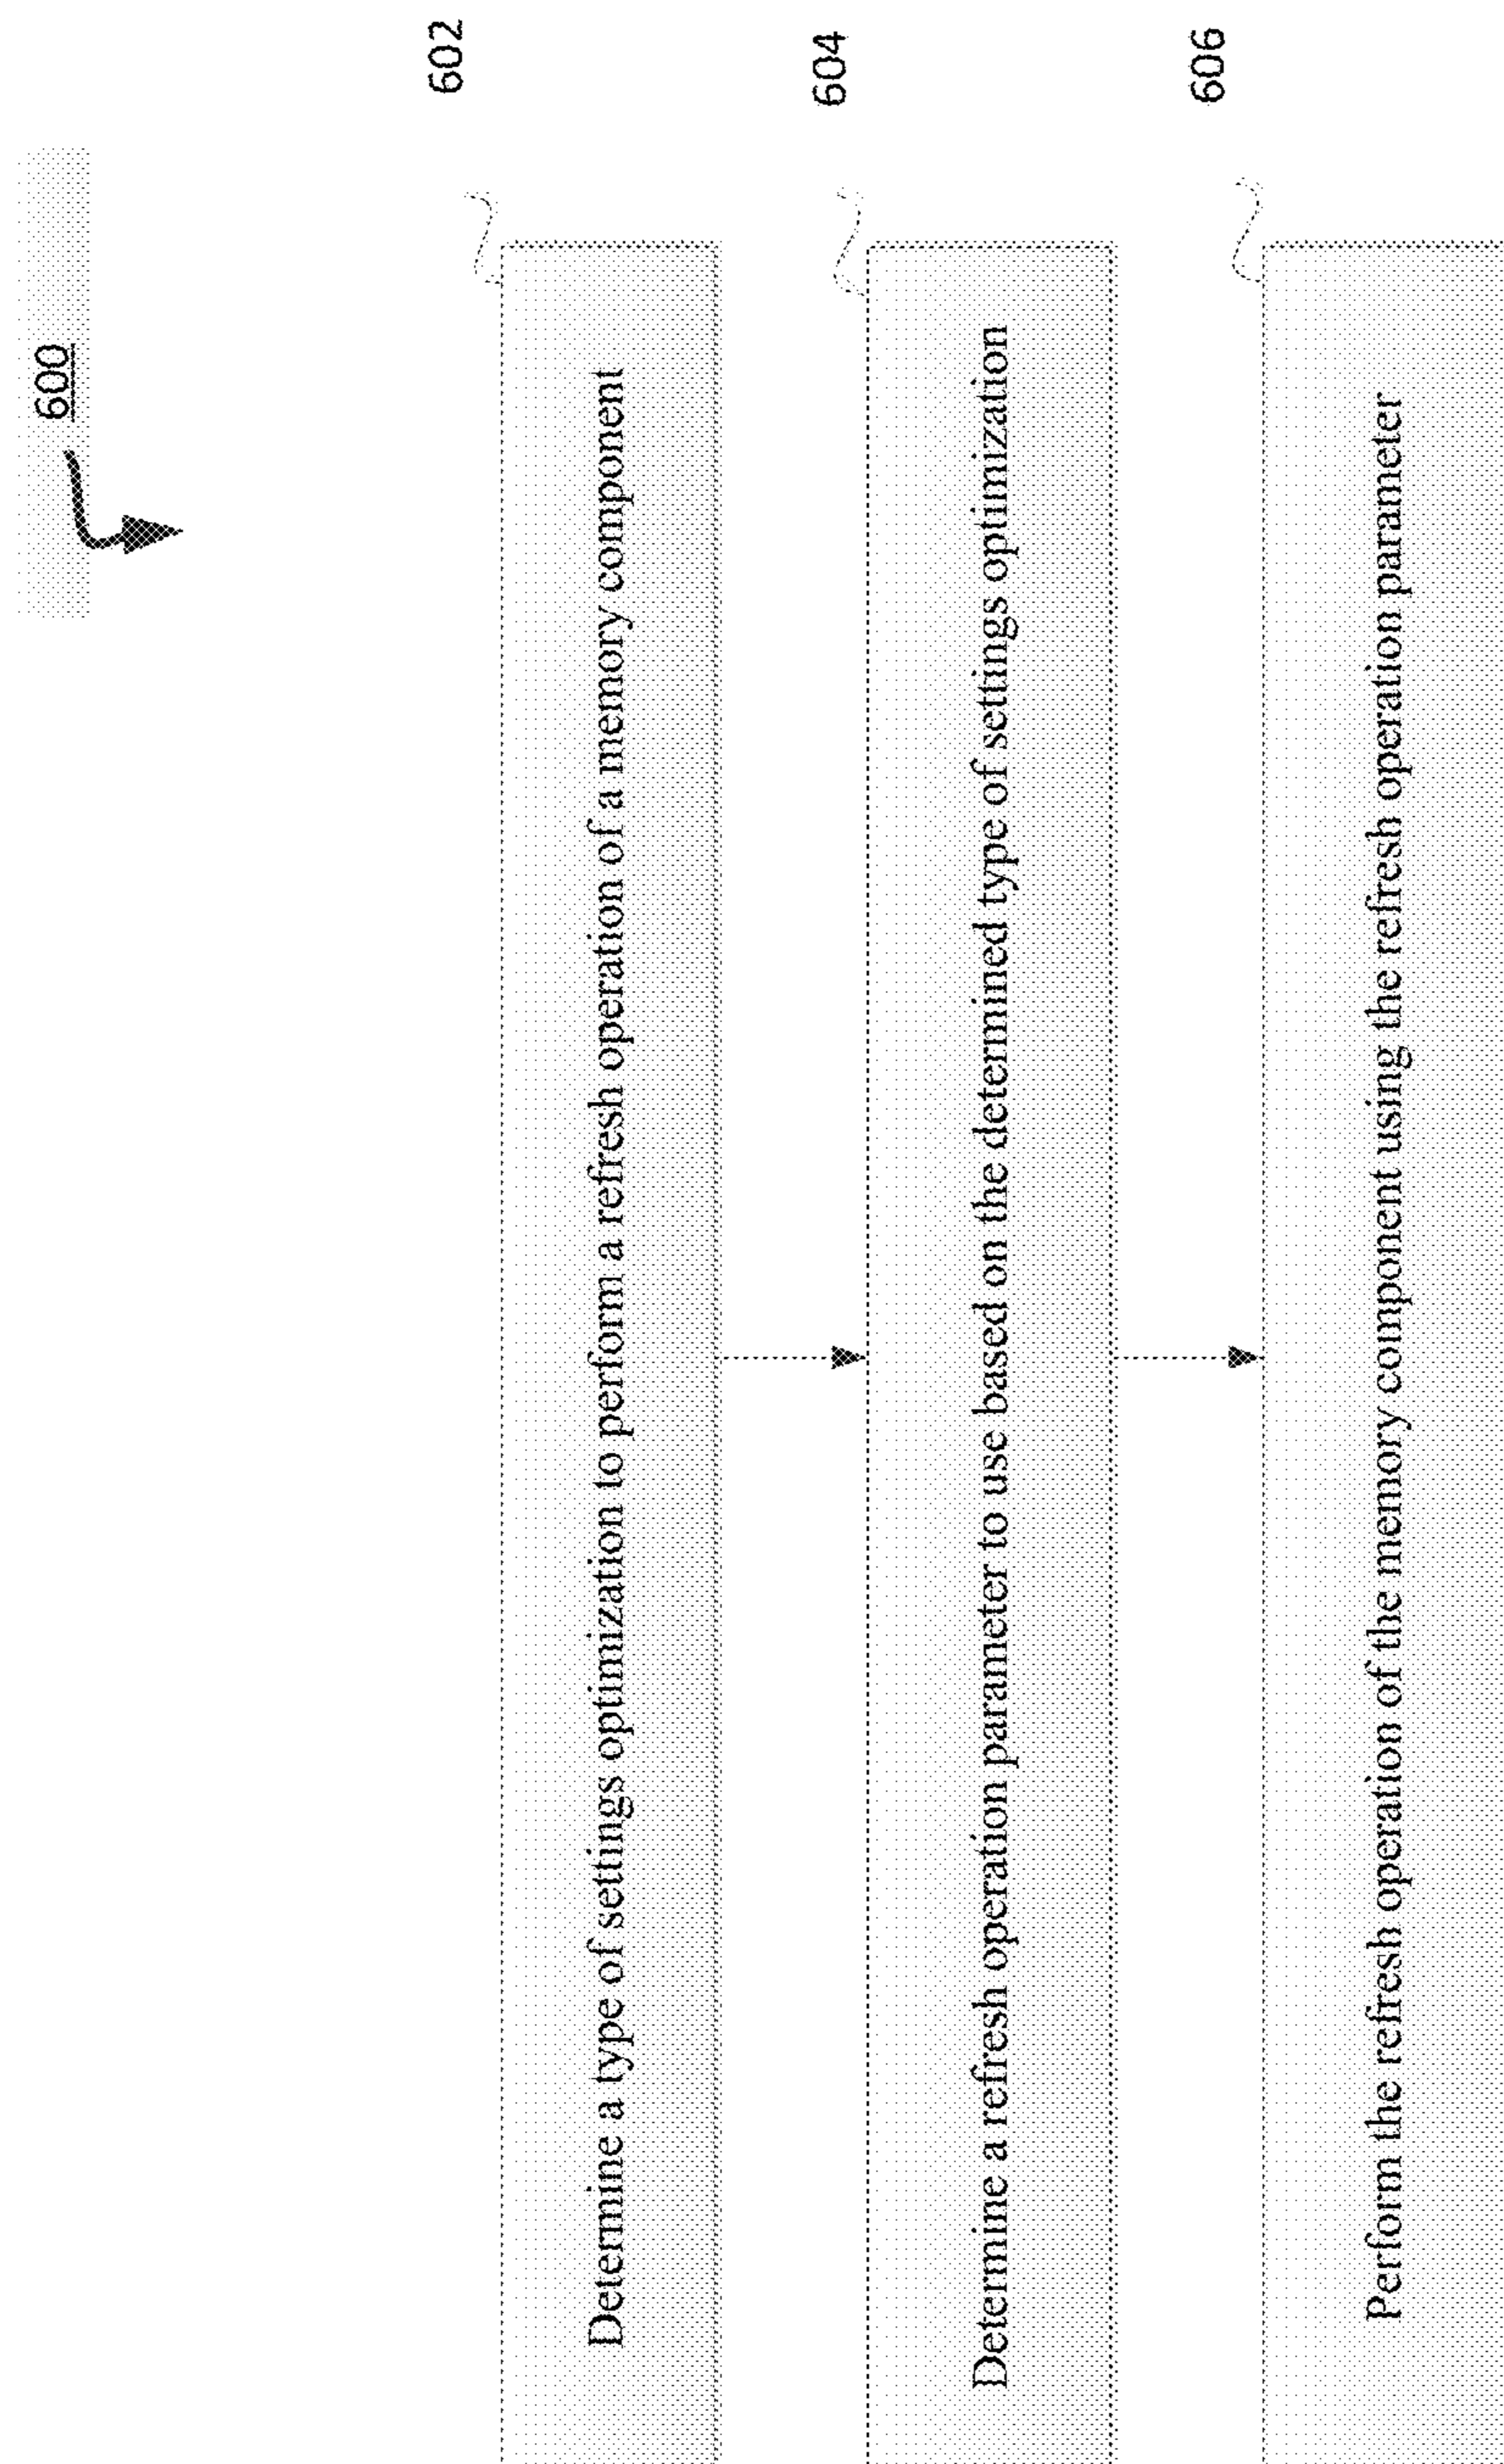 600
602
Determine a type of settings optimization to perform a refresh operation of a memory component
604
Determine a refresh operation parameter to use based on the determined type of settings optimization
606
Perform the refresh operation of the memory component using the refresh operation parameter